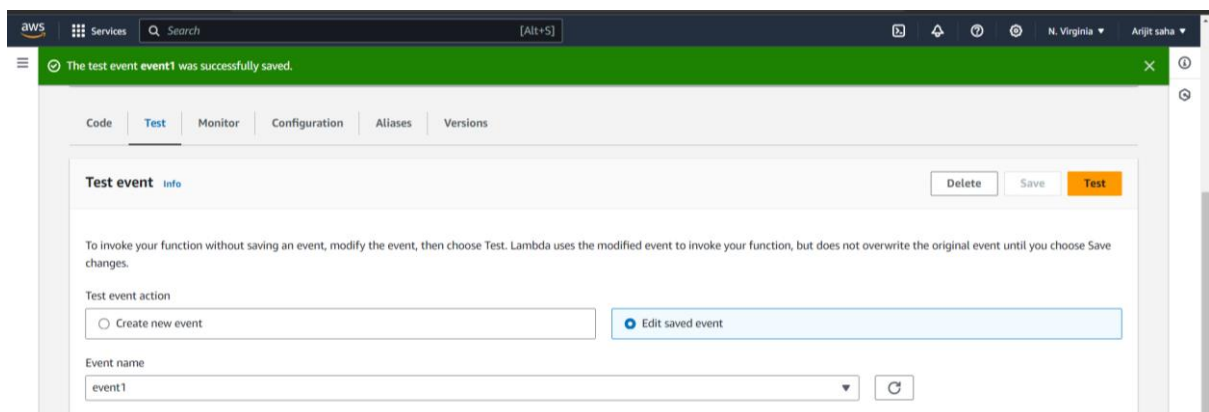 aws Services Search [Alt+S] N. Virginia Arijit saha
The test event event1 was successfully saved.
Code Test Monitor Configuration Aliases Versions
Test event Info Delete Save Test
To invoke your function without saving an event, modify the event, then choose Test. Lambda uses the modified event to invoke your function, but does not overwrite the original event until you choose Save
changes.
Test event action
Create new event Edit saved event
Event name
event1